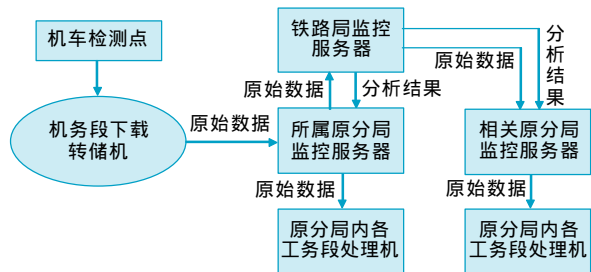 机车检测点
铁路局监控
服务器
分析结果
原始数据
原始数据
分析结果
机务段下载
转储机
原始数据
所属原分局
监控服务器
相关原分局
监控服务器
原始数据
原始数据
原分局内各
工务段处理机
原分局内各
工务段处理机